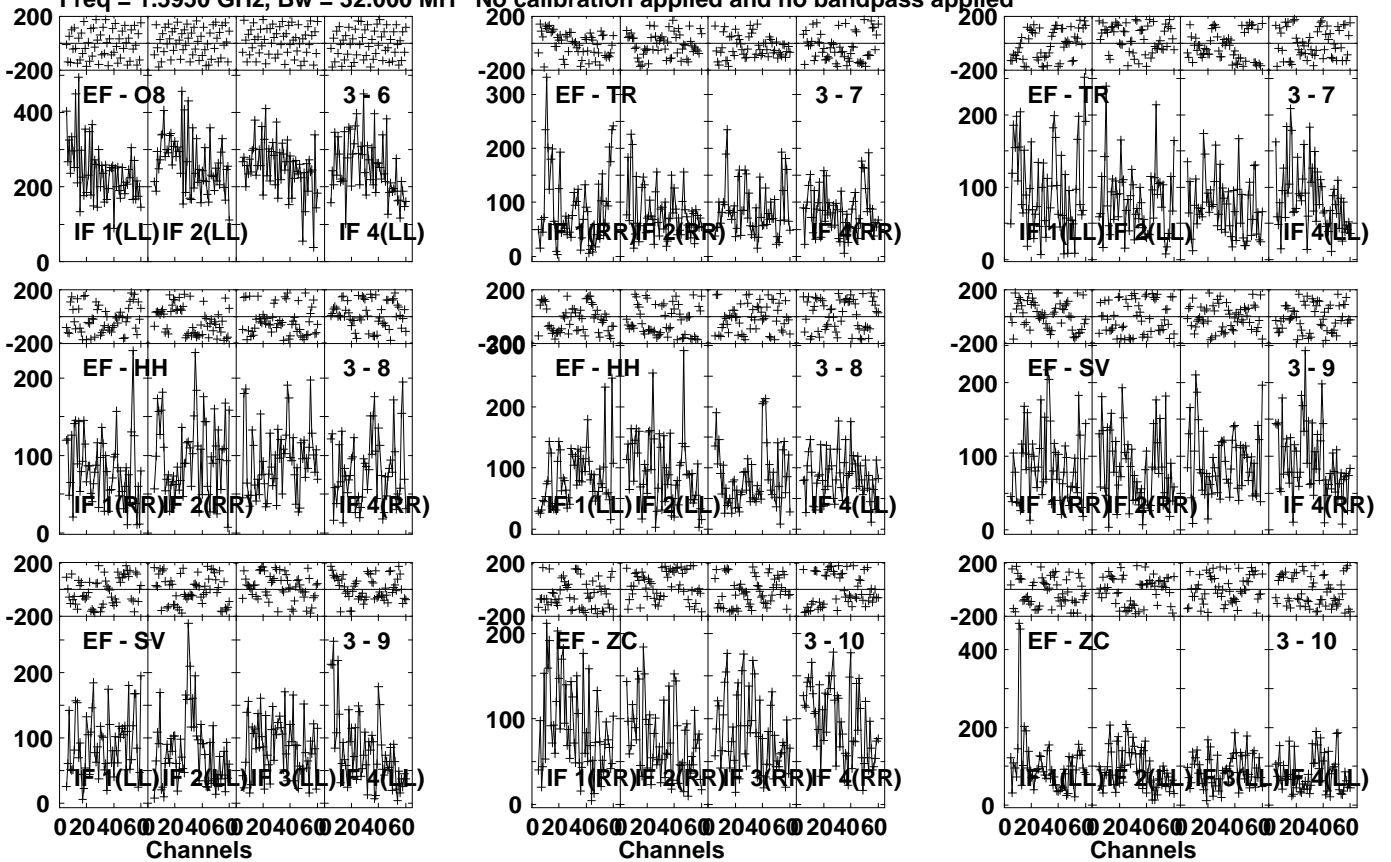 Freq = 1.5950 GHz, Bw = 32.000 MH No calibration applied and no bandpass applied
200
-200
EF - O8 3 - 6
400
200
0
IF 1(LL) IF 2(LL) IF 4(LL)
200
-200
EF - TR 3 - 7
300
200
100
0
IF 1(RR) IF 2(RR) IF 4(RR)
200
-200
EF - TR 3 - 7
200
100
0
IF 1(LL) IF 2(LL) IF 4(LL)
200
-200
EF - HH 3 - 8
200
100
0
IF 1(RR) IF 2(RR) IF 4(RR)
200
-200
300
EF - HH 3 - 8
200
100
0
IF 1(LL) IF 2(LL) IF 4(LL)
200
-200
EF - SV 3 - 9
200
100
0
IF 1(RR) IF 2(RR) IF 4(RR)
200
-200
EF - SV 3 - 9
200
100
0
IF 1(LL) IF 2(LL) IF 3(LL) IF 4(LL)
0 20 40 60 0 20 40 60 0 20 40 60 0 20 40 60
Channels
200
-200
EF - ZC 3 - 10
200
100
0
IF 1(RR) IF 2(RR) IF 3(RR) IF 4(RR)
0 20 40 60 0 20 40 60 0 20 40 60 0 20 40 60
Channels
200
-200
EF - ZC 3 - 10
400
200
0
IF 1(LL) IF 2(LL) IF 3(LL) IF 4(LL)
0 20 40 60 0 20 40 60 0 20 40 60 0 20 40 60
Channels